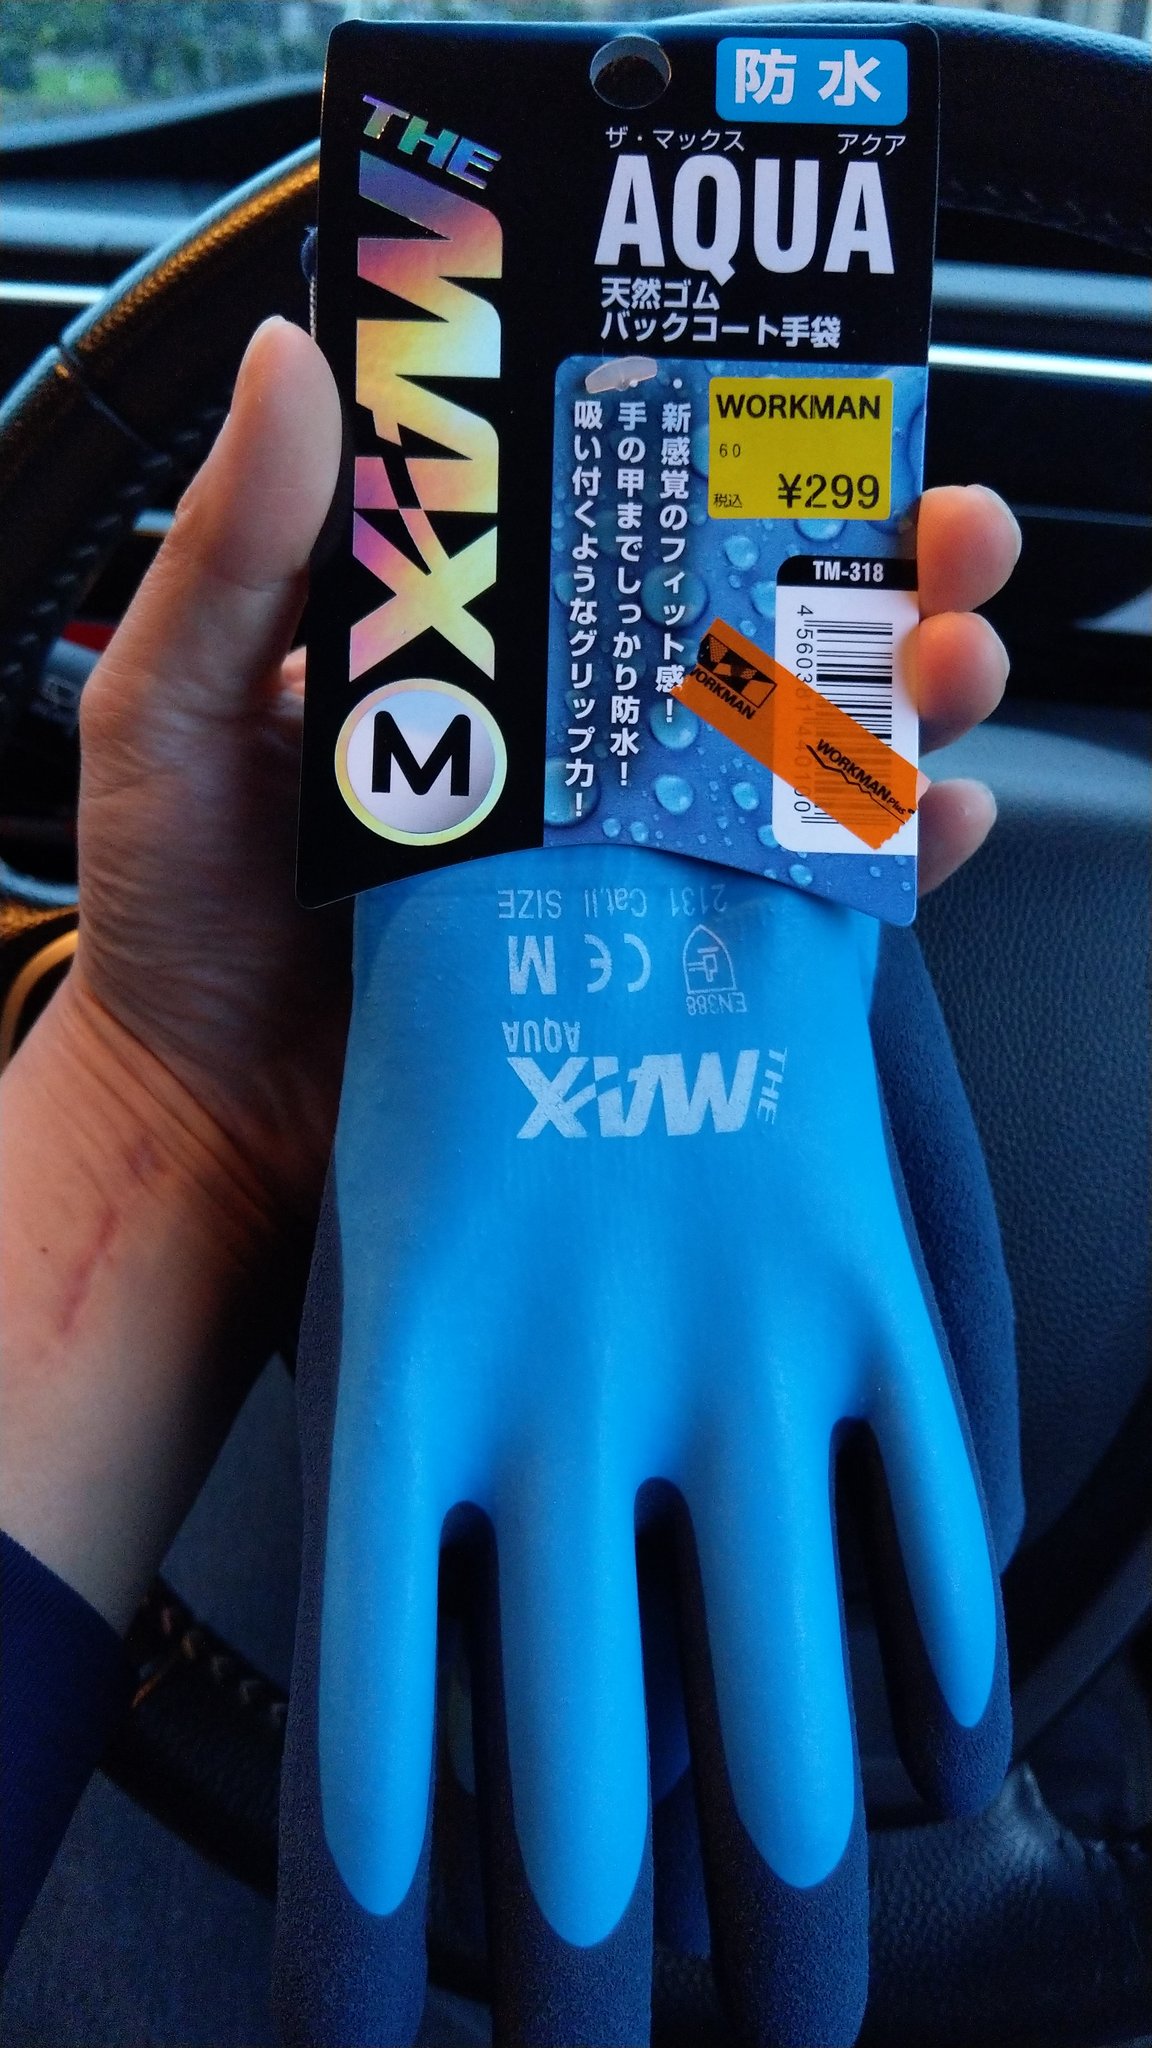 防水
ザ・マックス アクア
THE MAX
AQUA
天然ゴム
バックコート手袋
・新感覚のフィット感!
・手の甲までしっかり防水!
吸い付くようなグリップ力!
WORKMAN
60
税込 ¥299
TM-318
WORKMAN
WORKMAN Plus
M
2131 Cat.II SIZE
CE M
EN388
THE MAX
AQUA